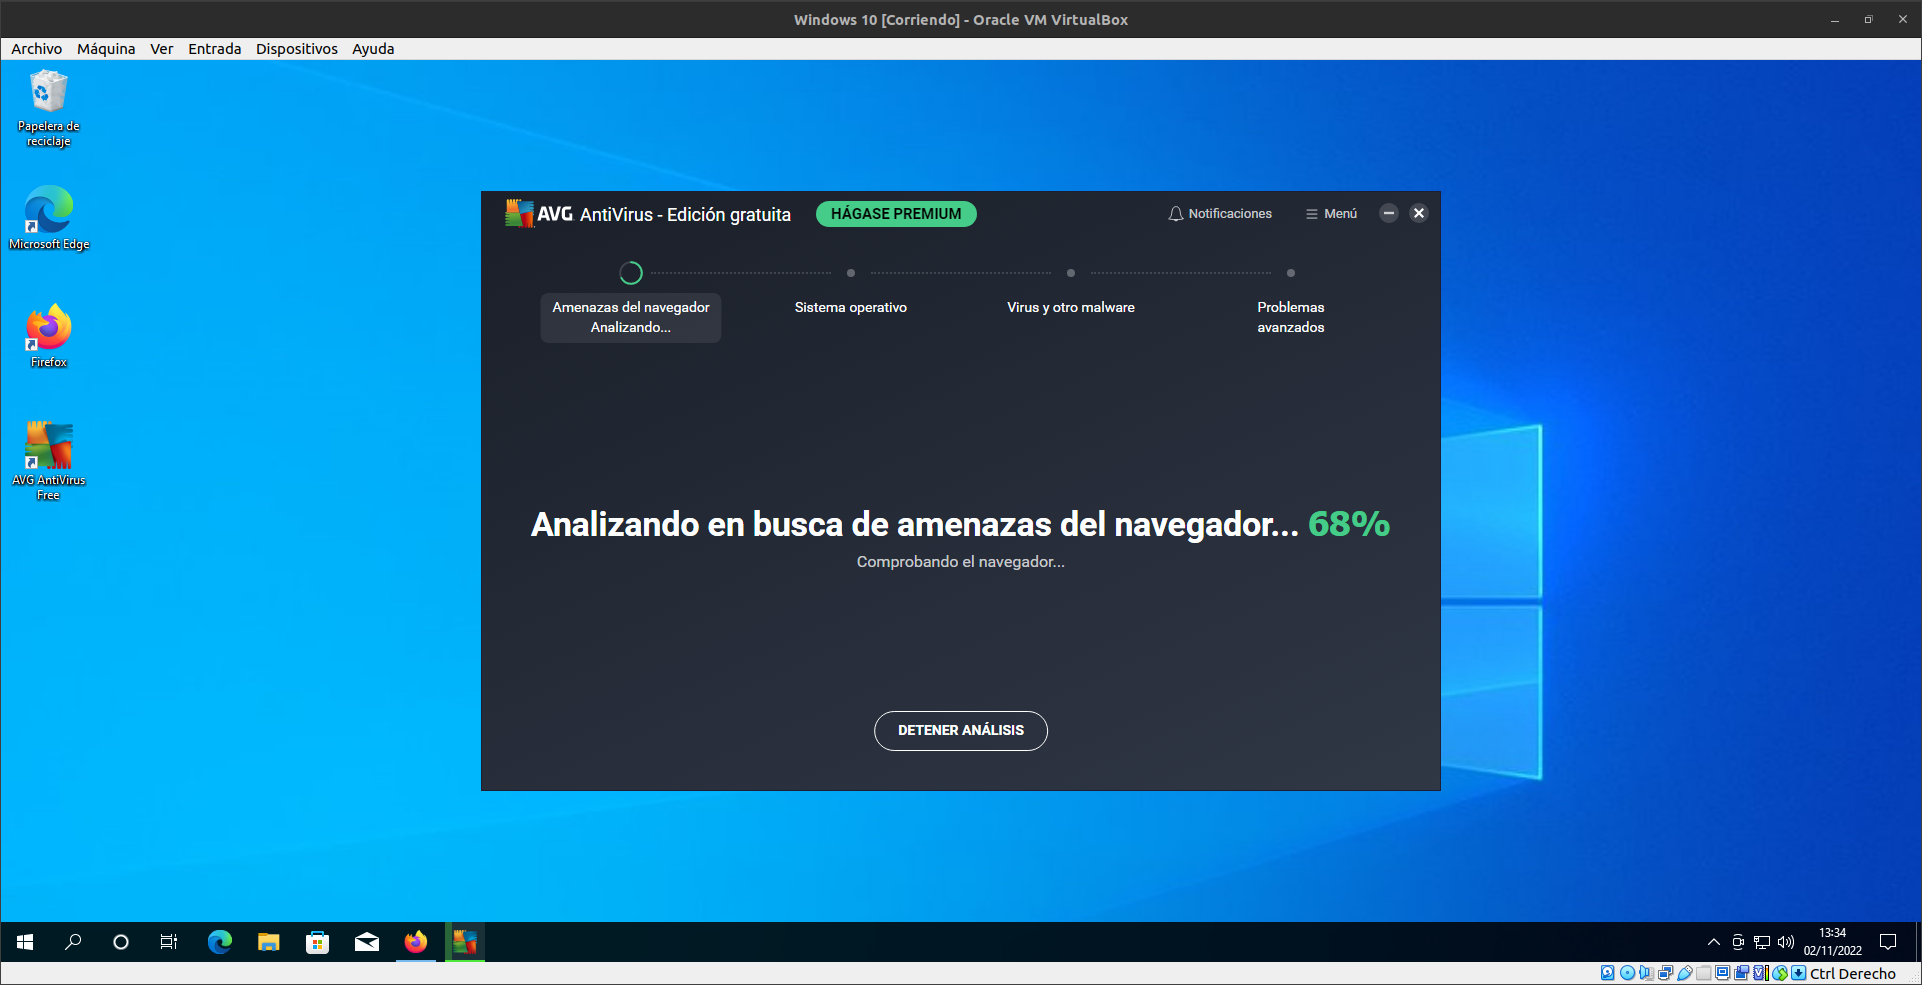 Windows 10 [Corriendo] - Oracle VM VirtualBox
Archivo Máquina Ver Entrada Dispositivos Ayuda
Papelera de
reciclaje
Microsoft Edge
Firefox
AVG AntiVirus
Free
AVG AntiVirus - Edición gratuita
HÁGASE PREMIUM
Notificaciones
Menú
Amenazas del navegador
Analizando...
Sistema operativo
Virus y otro malware
Problemas
avanzados
Analizando en busca de amenazas del navegador... 68%
Comprobando el navegador...
DETENER ANÁLISIS
13:34
02/11/2022
Ctrl Derecho